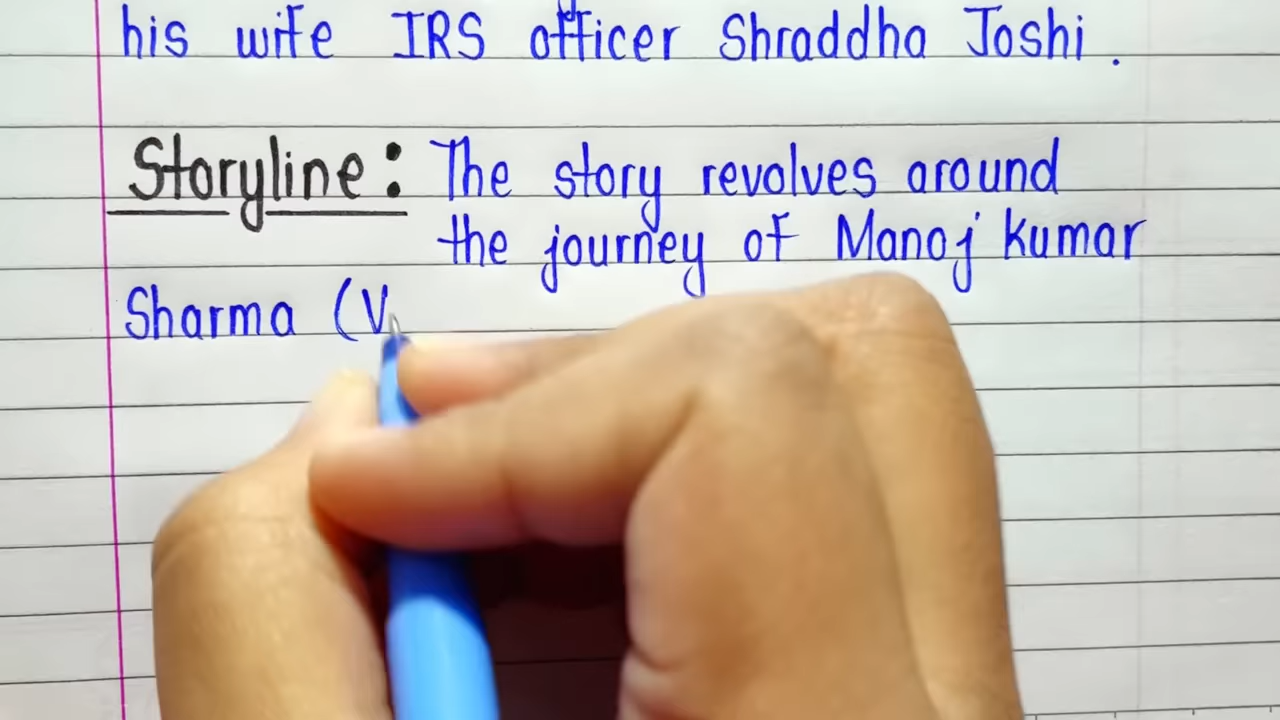 his wife IRS officer Shraddha Joshi .
Storyline: The story revolves around
the journey of Manoj Kumar
Sharma (V